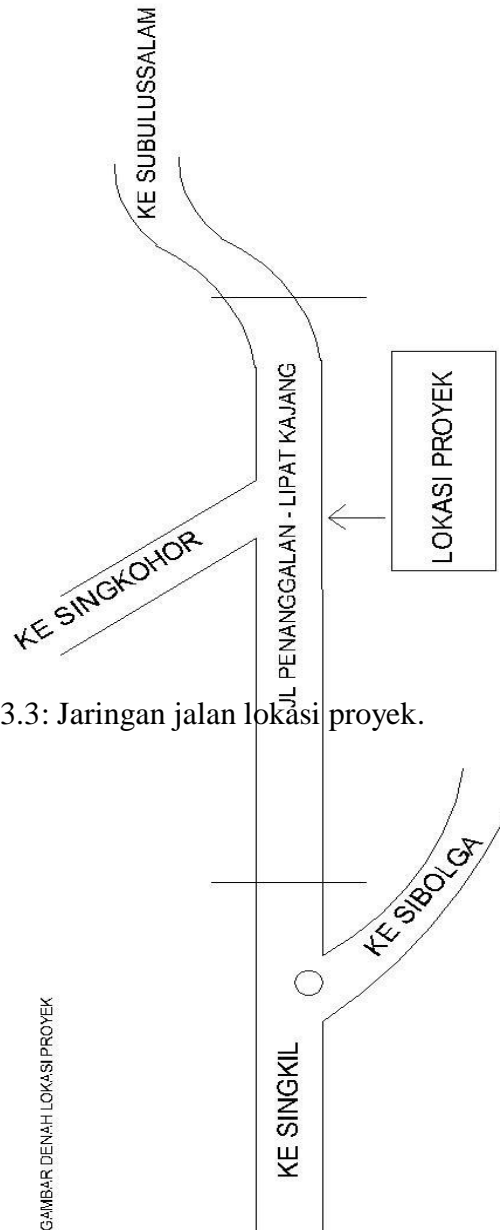 KE SUBULUSSALAM
JL PENANGGALAN - LIPAT KAJANG
LOKASI PROYEK
KE SINGKOHOR
3.3: Jaringan jalan lokasi proyek.
KE SIBOLGA
KE SINGKIL
GAMBAR DENAH LOKASI PROYEK